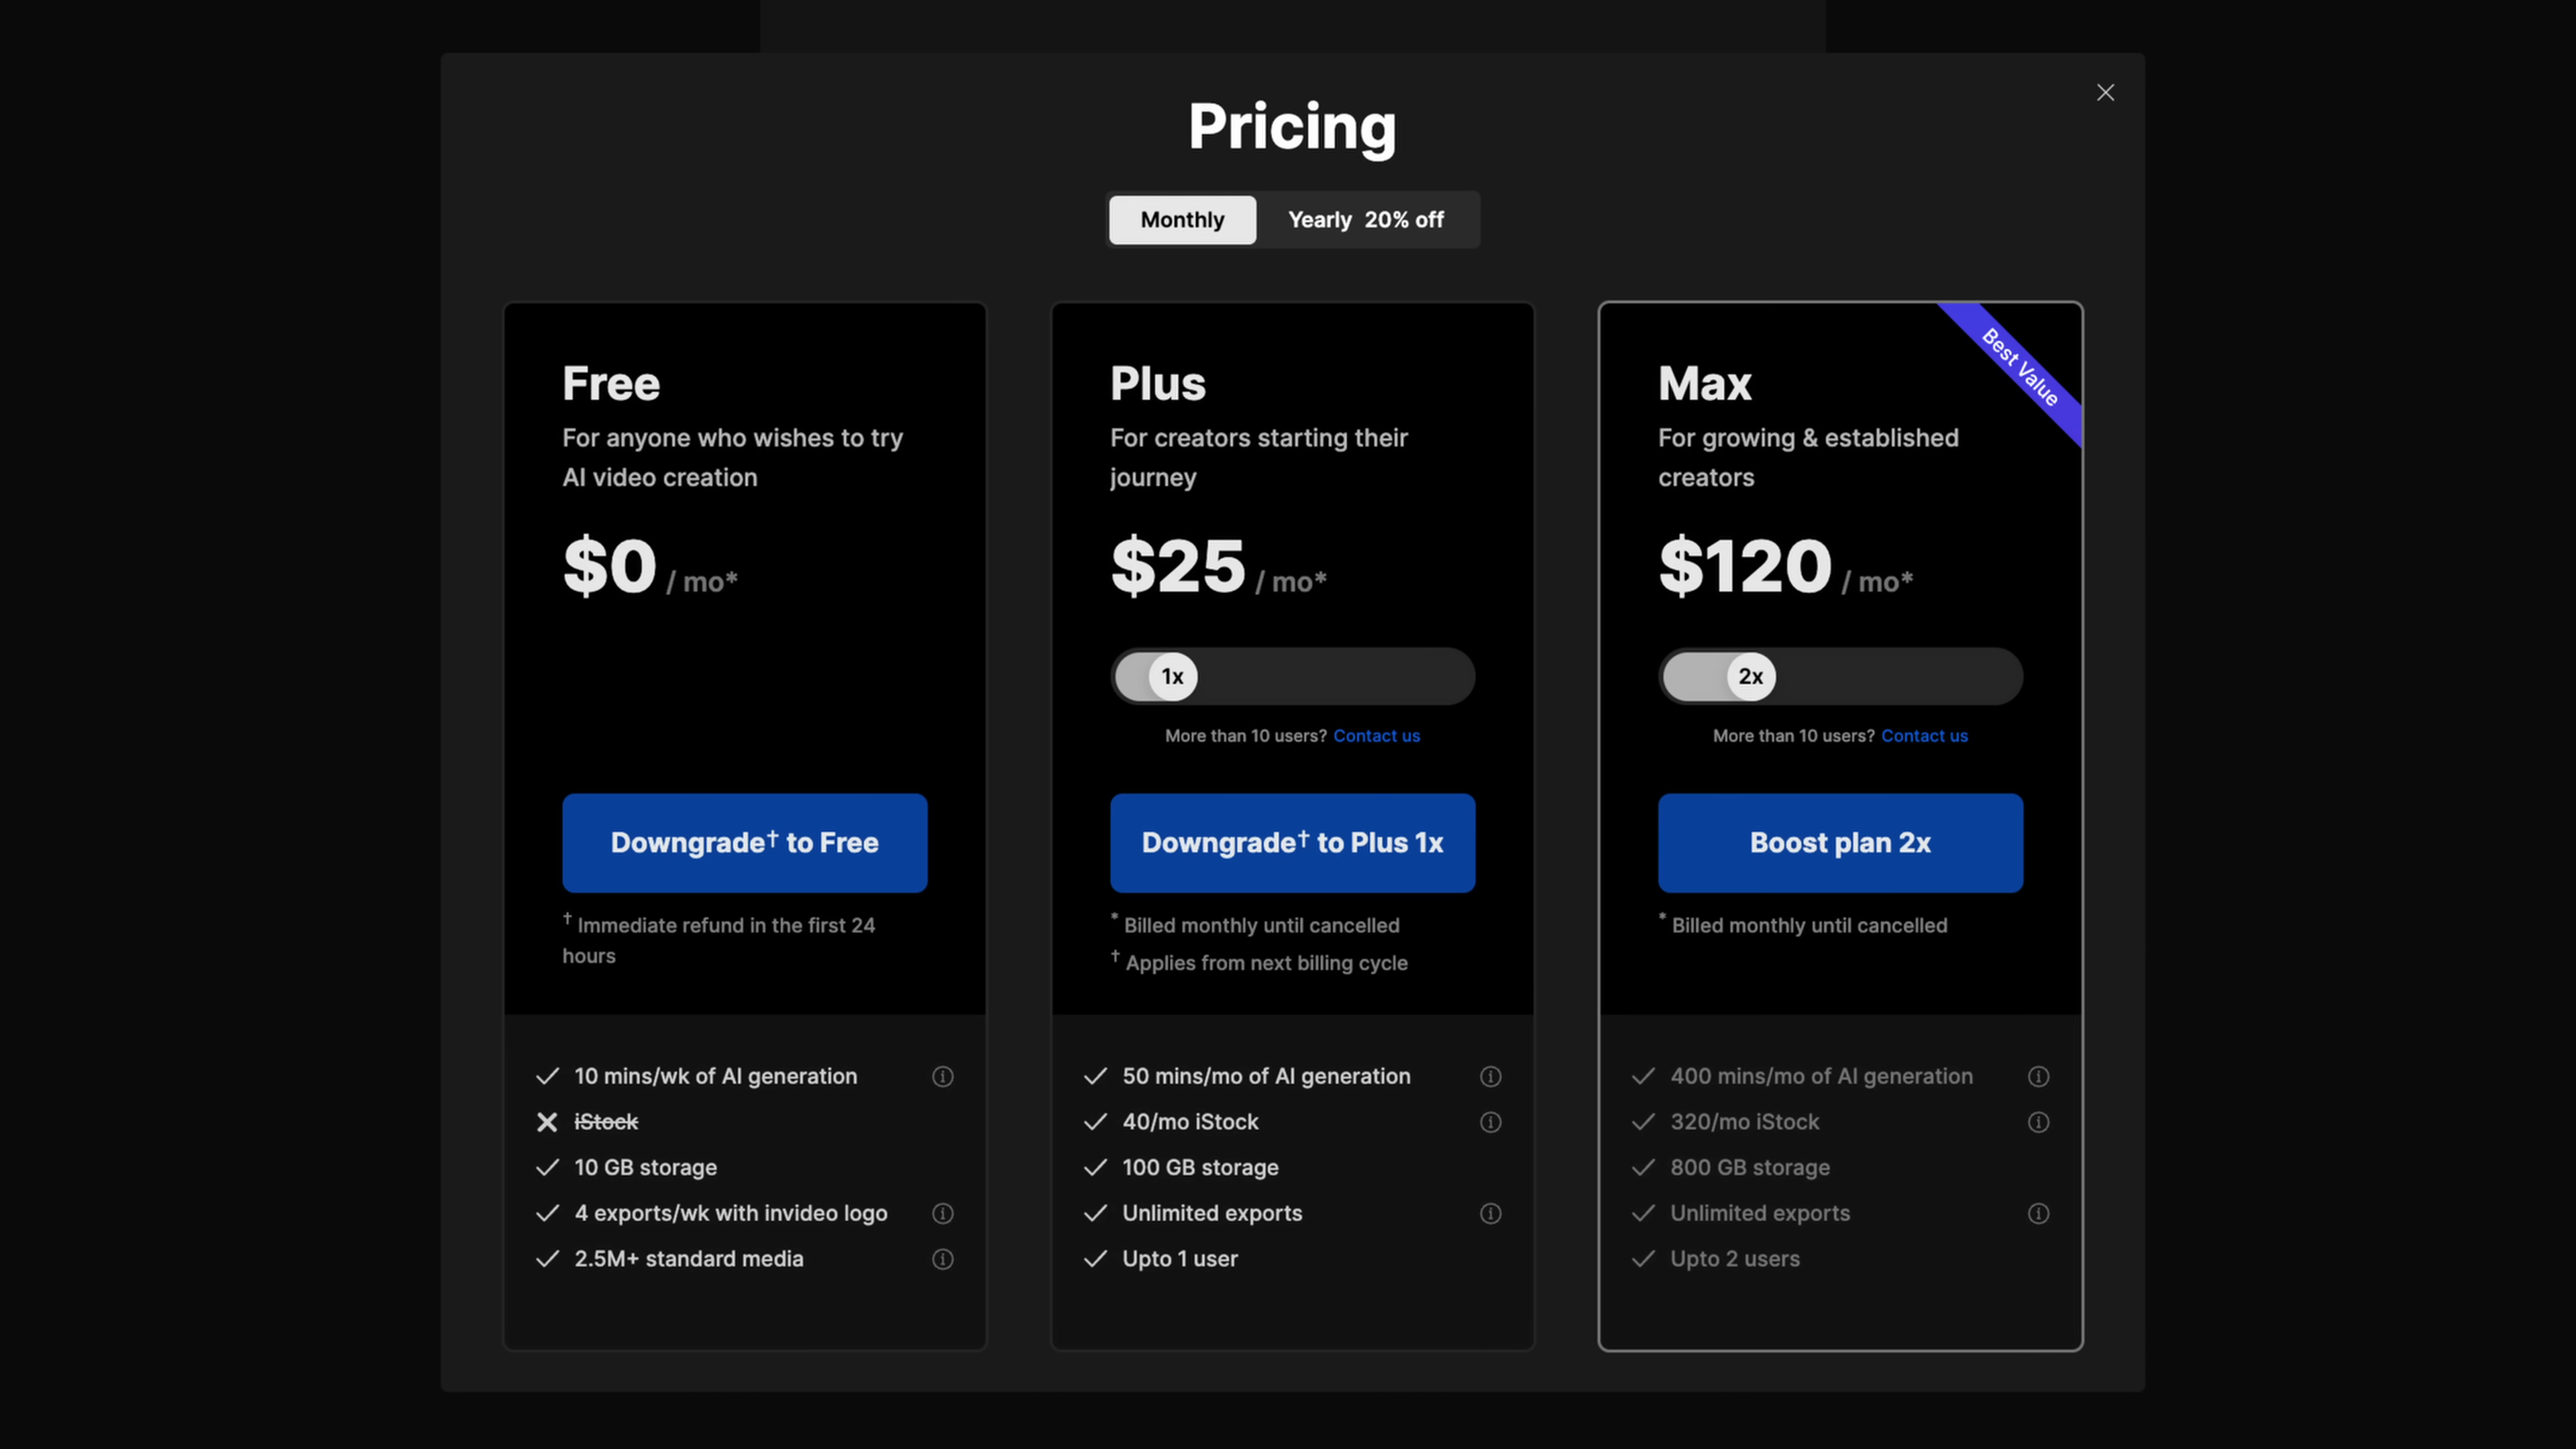 Pricing
Monthly
Yearly 20% off
Free
For anyone who wishes to try
AI video creation
$0 / mo*
Downgrade† to Free
† Immediate refund in the first 24
hours
10 mins/wk of AI generation
iStock
10 GB storage
4 exports/wk with invideo logo
2.5M+ standard media
Plus
For creators starting their
journey
$25 / mo*
1x
More than 10 users? Contact us
Downgrade† to Plus 1x
* Billed monthly until cancelled
† Applies from next billing cycle
50 mins/mo of AI generation
40/mo iStock
100 GB storage
Unlimited exports
Upto 1 user
Best Value
Max
For growing & established
creators
$120 / mo*
2x
More than 10 users? Contact us
Boost plan 2x
* Billed monthly until cancelled
400 mins/mo of AI generation
320/mo iStock
800 GB storage
Unlimited exports
Upto 2 users